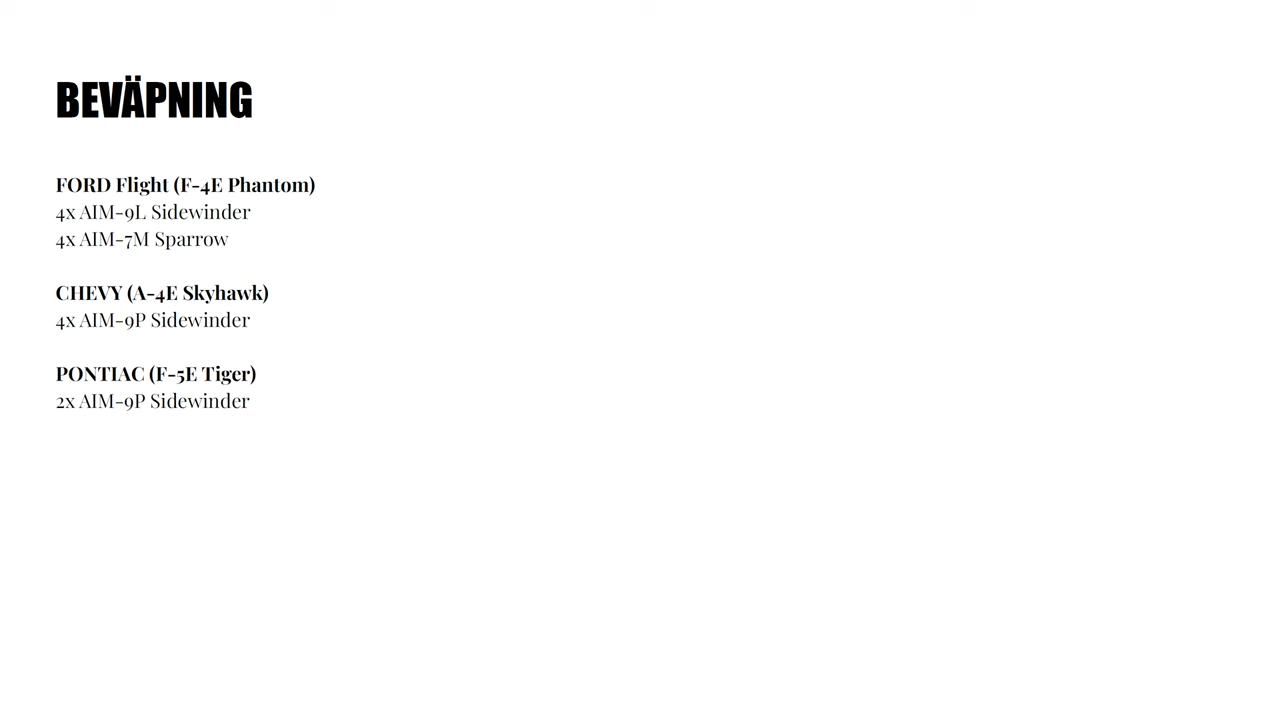 BEVÄPNING
FORD Flight (F-4E Phantom)
4x AIM-9L Sidewinder
4x AIM-7M Sparrow
CHEVY (A-4E Skyhawk)
4x AIM-9P Sidewinder
PONTIAC (F-5E Tiger)
2x AIM-9P Sidewinder